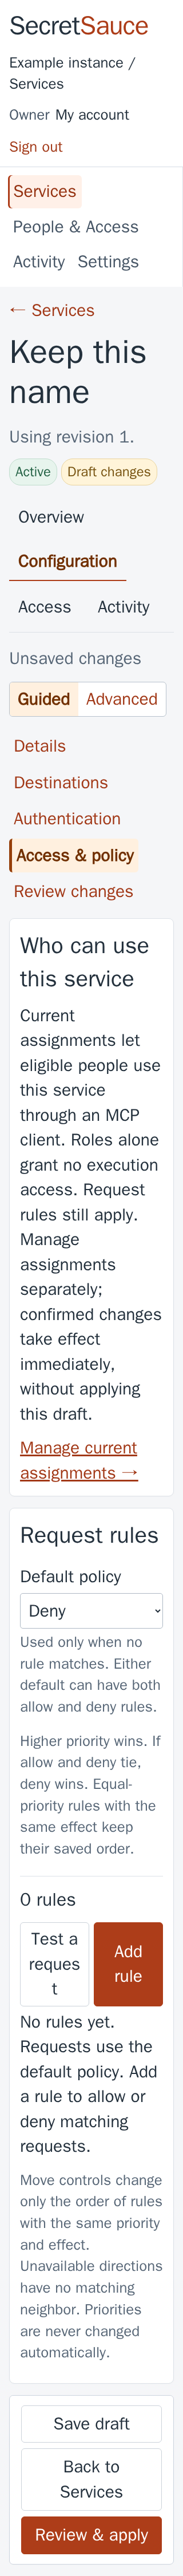 SecretSauce
Example instance /
Services
Owner My account
Sign out
Services
People & Access
Activity Settings
← Services
Keep this
name
Using revision 1.
Active Draft changes
Overview
Configuration
Access Activity
Unsaved changes
Guided Advanced
Details
Destinations
Authentication
Access & policy
Review changes
Who can use
this service
Current
assignments let
eligible people use
this service
through an MCP
client. Roles alone
grant no execution
access. Request
rules still apply.
Manage
assignments
separately;
confirmed changes
take effect
immediately,
without applying
this draft.
Manage current
assignments →
Request rules
Default policy
Deny
Used only when no
rule matches. Either
default can have both
allow and deny rules.
Higher priority wins. If
allow and deny tie,
deny wins. Equal-
priority rules with the
same effect keep
their saved order.
0 rules
Test a
reques
t
Add
rule
No rules yet.
Requests use the
default policy. Add
a rule to allow or
deny matching
requests.
Move controls change
only the order of rules
with the same priority
and effect.
Unavailable directions
have no matching
neighbor. Priorities
are never changed
automatically.
Save draft
Back to
Services
Review & apply